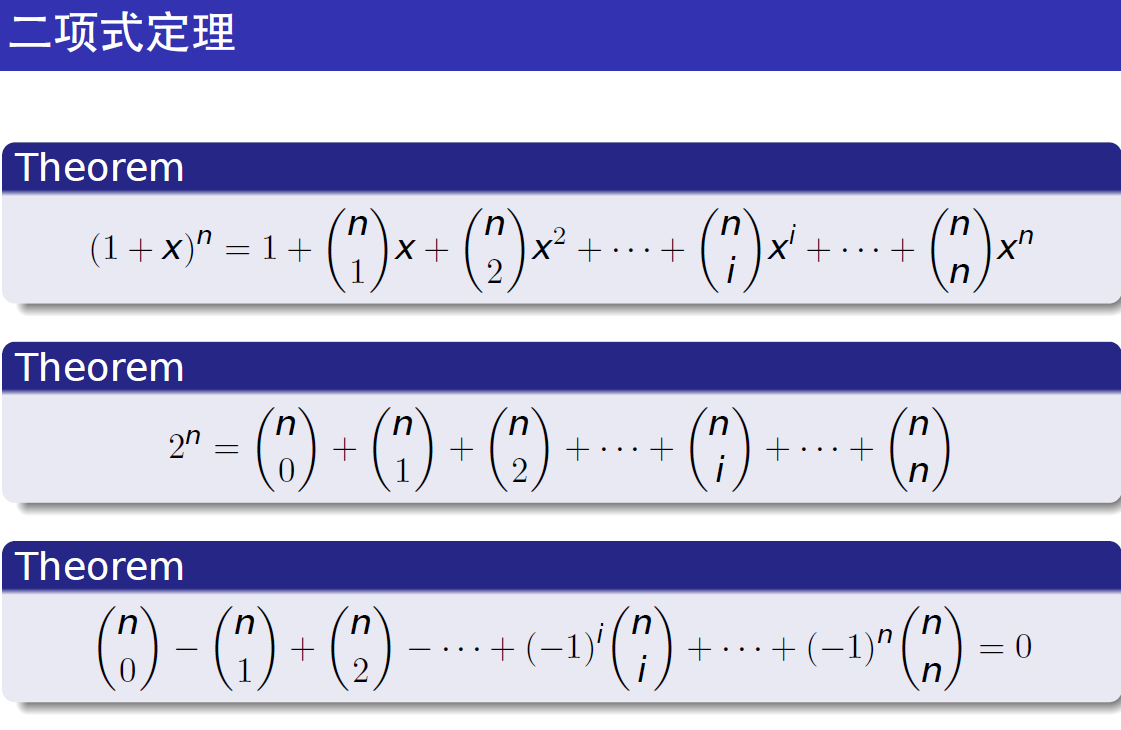 二项式定理
Theorem
$(1+x)^n = 1 + \binom{n}{1}x + \binom{n}{2}x^2 + \cdots + \binom{n}{i}x^i + \cdots + \binom{n}{n}x^n$
Theorem
$2^n = \binom{n}{0} + \binom{n}{1} + \binom{n}{2} + \cdots + \binom{n}{i} + \cdots + \binom{n}{n}$
Theorem
$\binom{n}{0} - \binom{n}{1} + \binom{n}{2} - \cdots + (-1)^i\binom{n}{i} + \cdots + (-1)^n\binom{n}{n} = 0$